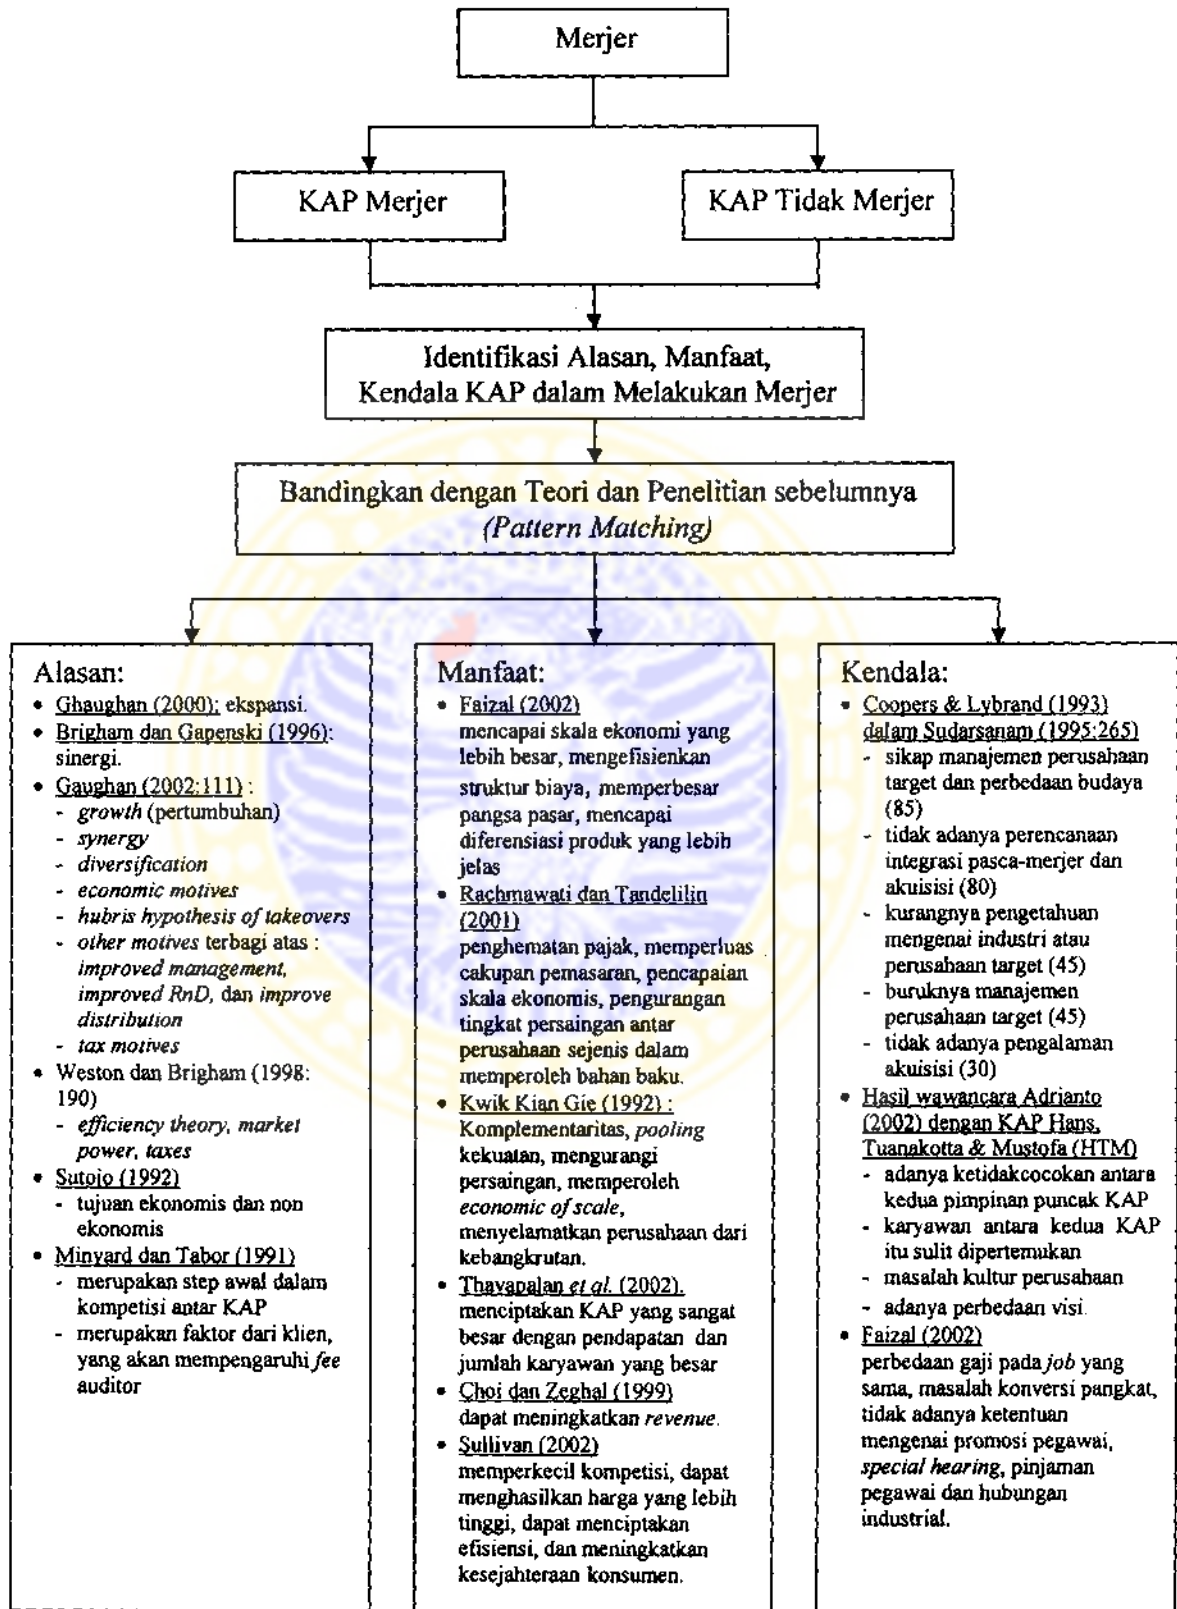 Merjer
KAP Merjer
KAP Tidak Merjer
Identifikasi Alasan, Manfaat,
Kendala KAP dalam Melakukan Merjer
Bandingkan dengan Teori dan Penelitian sebelumnya
(Pattern Matching)
Alasan:
• Ghaughan (2000): ekspansi.
• Brigham dan Gapenski (1996):
sinergi.
• Gaughan (2002:111) :
- growth (pertumbuhan)
- synergy
- diversification
- economic motives
- hubris hypothesis of takeovers
- other motives terbagi atas :
improved management,
improved RnD, dan improve
distribution
- tax motives
• Weston dan Brigham (1998:
190)
- efficiency theory, market
power, taxes
• Sutojo (1992)
- tujuan ekonomis dan non
ekonomis
• Minyard dan Tabor (1991)
- merupakan step awal dalam
kompetisi antar KAP
- merupakan faktor dari klien,
yang akan mempengaruhi fee
auditor
Manfaat:
• Faizal (2002)
mencapai skala ekonomi yang
lebih besar, mengefisienkan
struktur biaya, memperbesar
pangsa pasar, mencapai
diferensiasi produk yang lebih
jelas
• Rachmawati dan Tandelilin
(2001)
penghematan pajak, memperluas
cakupan pemasaran, pencapaian
skala ekonomis, pengurangan
tingkat persaingan antar
perusahaan sejenis dalam
memperoleh bahan baku.
• Kwik Kian Gie (1992) :
Komplementaritas, pooling
kekuatan, mengurangi
persaingan, memperoleh
economic of scale,
menyelamatkan perusahaan dari
kebangkrutan.
• Thavapalan et al. (2002).
menciptakan KAP yang sangat
besar dengan pendapatan dan
jumlah karyawan yang besar
• Choi dan Zeghal (1999)
dapat meningkatkan revenue.
• Sullivan (2002)
memperkecil kompetisi, dapat
menghasilkan harga yang lebih
tinggi, dapat menciptakan
efisiensi, dan meningkatkan
kesejahteraan konsumen.
Kendala:
• Coopers & Lybrand (1993)
dalam Sudarsanam (1995:265)
- sikap manajemen perusahaan
target dan perbedaan budaya
(85)
- tidak adanya perencanaan
integrasi pasca-merjer dan
akuisisi (80)
- kurangnya pengetahuan
mengenai industri atau
perusahaan target (45)
- buruknya manajemen
perusahaan target (45)
- tidak adanya pengalaman
akuisisi (30)
• Hasil wawancara Adrianto
(2002) dengan KAP Hans,
Tuanakotta & Mustofa (HTM)
- adanya ketidakcocokan antara
kedua pimpinan puncak KAP
- karyawan antara kedua KAP
itu sulit dipertemukan
- masalah kultur perusahaan
- adanya perbedaan visi.
• Faizal (2002)
perbedaan gaji pada job yang
sama, masalah konversi pangkat,
tidak adanya ketentuan
mengenai promosi pegawai,
special hearing, pinjaman
pegawai dan hubungan
industrial.